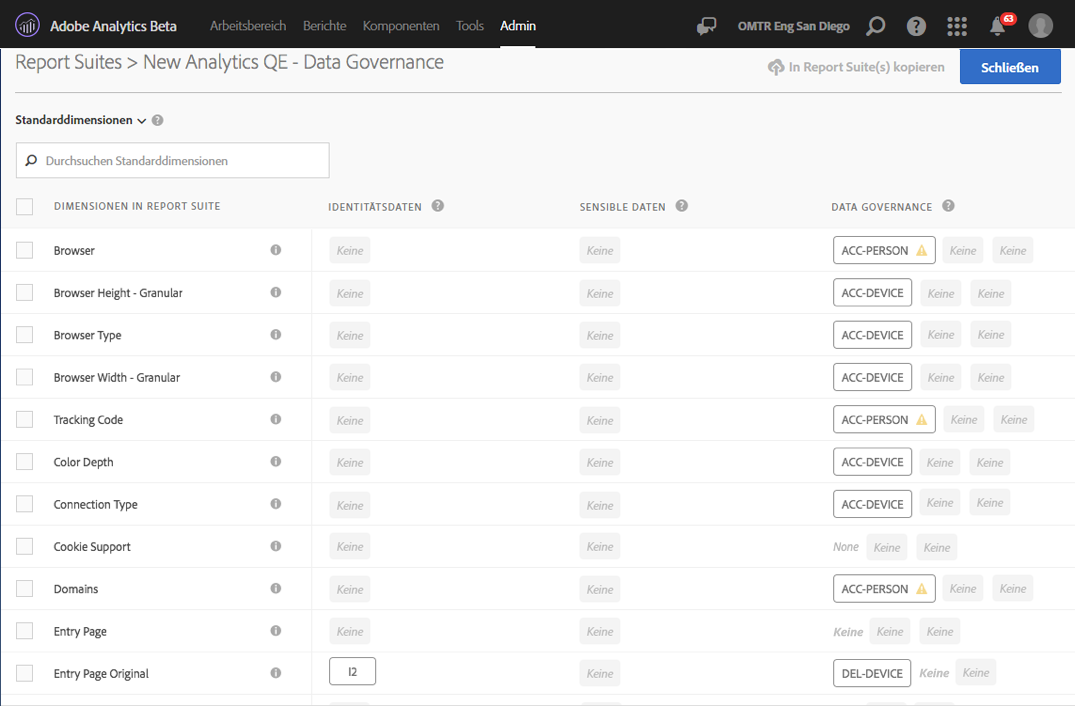 Adobe Analytics Beta Arbeitsbereich Berichte Komponenten Tools Admin OMTR Eng San Diego ? 63
Report Suites > New Analytics QE - Data Governance In Report Suite(s) kopieren Schließen
Standarddimensionen ?
Durchsuchen Standarddimensionen
DIMENSIONEN IN REPORT SUITE IDENTITÄTSDATEN ? SENSIBLE DATEN ? DATA GOVERNANCE ?
Browser Keine Keine ACC-PERSON Keine Keine
Browser Height - Granular Keine Keine ACC-DEVICE Keine Keine
Browser Type Keine Keine ACC-DEVICE Keine Keine
Browser Width - Granular Keine Keine ACC-DEVICE Keine Keine
Tracking Code Keine Keine ACC-PERSON Keine Keine
Color Depth Keine Keine ACC-DEVICE Keine Keine
Connection Type Keine Keine ACC-DEVICE Keine Keine
Cookie Support Keine Keine None Keine Keine
Domains Keine Keine ACC-PERSON Keine Keine
Entry Page Keine Keine Keine Keine Keine
Entry Page Original I2 Keine DEL-DEVICE Keine Keine